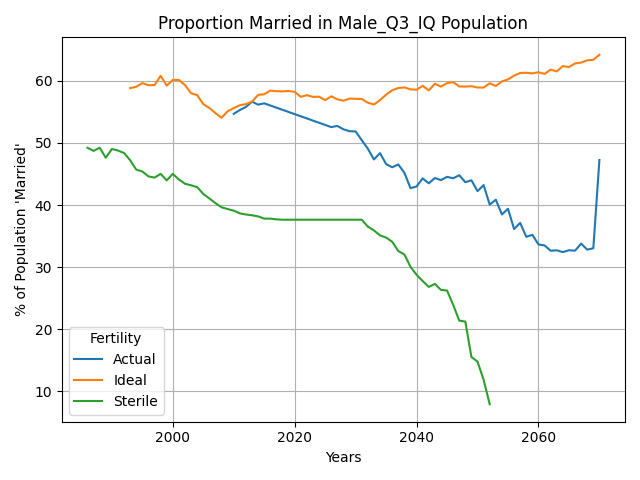 Proportion Married in Male_Q3_IQ Population
% of Population 'Married'
60
50
40
30
20
10
Fertility
Actual
Ideal
Sterile
2000
2020
2040
2060
Years